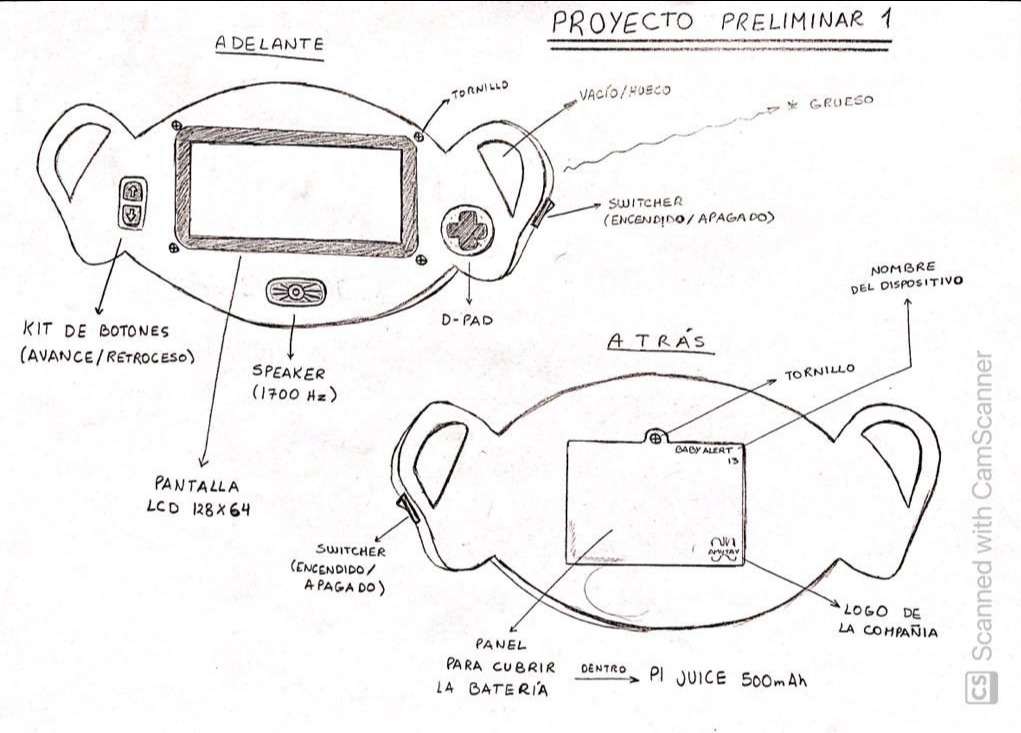 PROYECTO PRELIMINAR 1
ADELANTE
TORNILLO
VACÍO/HUECO
* GRUESO
SWITCHER
(ENCENDIDO/APAGADO)
D-PAD
KIT DE BOTONES
(AVANCE/RETROCESO)
SPEAKER
(1700 Hz)
PANTALLA
LCD 128X64
ATRÁS
NOMBRE
DEL DISPOSITIVO
TORNILLO
BABY ALERT
13
SWITCHER
(ENCENDIDO/
APAGADO)
LOGO DE
LA COMPAÑIA
PANEL
PARA CUBRIR
LA BATERÍA
DENTRO
PI JUICE 500mAh
CS Scanned with CamScanner